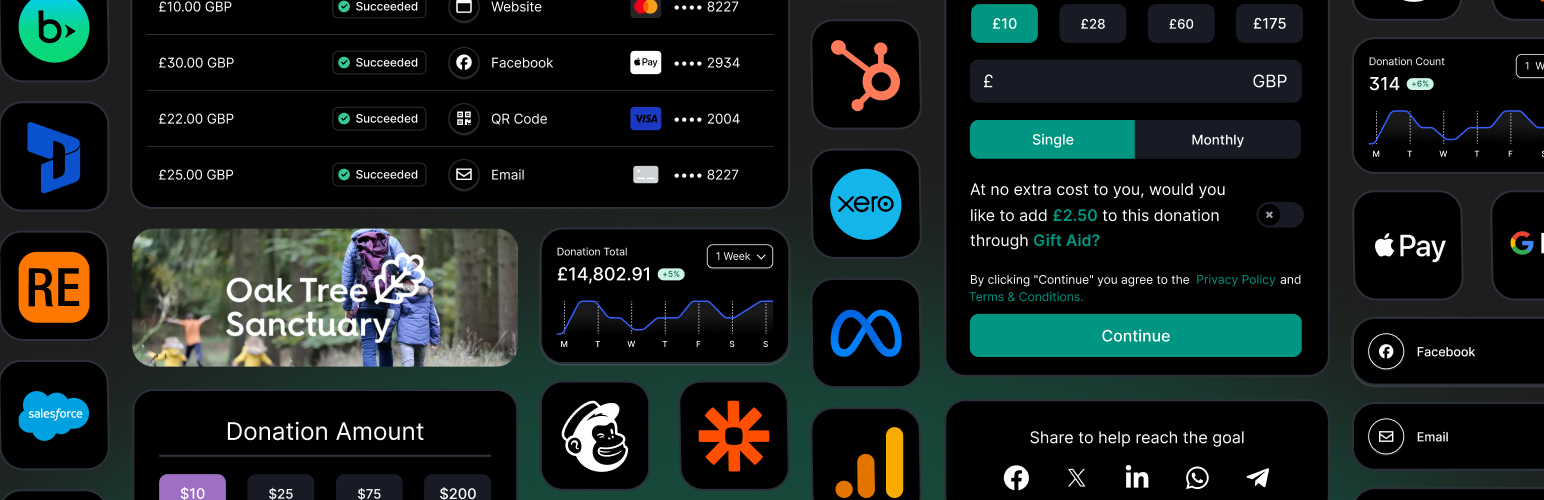 b
RE
salesforce
£10.00 GBP Succeeded Website •••• 8227
£30.00 GBP Succeeded Facebook Pay •••• 2934
£22.00 GBP Succeeded QR Code VISA •••• 2004
£25.00 GBP Succeeded Email •••• 8227
Oak Tree
Sanctuary
Donation Total
£14,802.91 +5%
1 Week
M T W T F S S
Donation Amount
$10 $25 $75 $200
xero
£10 £28 £60 £175
£ GBP
Single Monthly
At no extra cost to you, would you
like to add £2.50 to this donation
through Gift Aid?
By clicking "Continue" you agree to the Privacy Policy and
Terms & Conditions.
Continue
Share to help reach the goal
in
Donation Count
314 +6%
1 W
M T W T F S
Pay
G
Facebook
Email